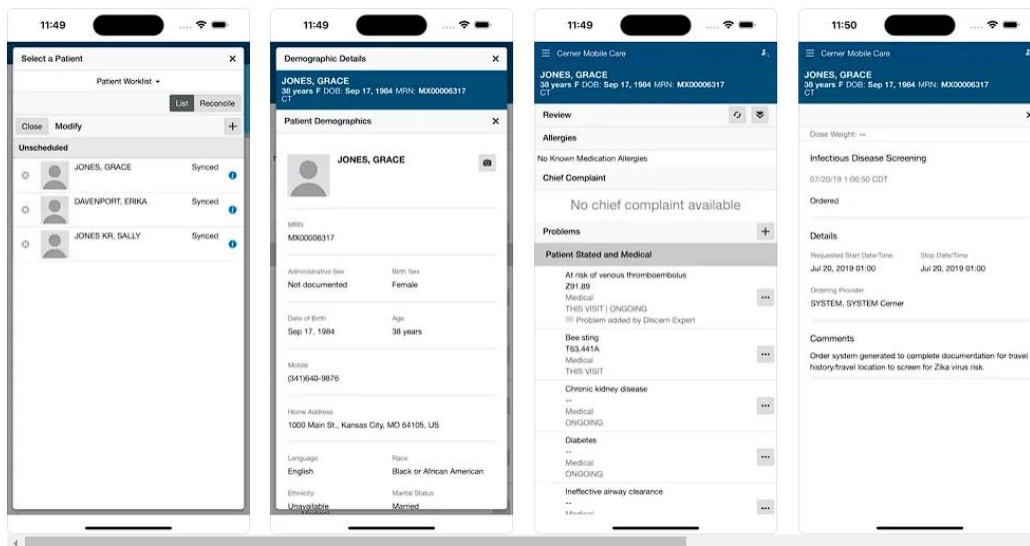 11:49
Select a Patient ×
Patient Worklist
List Reconcile
Close Modify +
Unscheduled
JONES, GRACE Synced
DAVENPORT, ERIKA Synced
JONES KR, SALLY Synced
11:49
Demographic Details ×
JONES, GRACE
38 years F DOB: Sep 17, 1984 MRN: MX00006317
CT
Patient Demographics ×
JONES, GRACE
MRN
MX00006317
Administrative Sex Birth Sex
Not documented Female
Date of Birth Age
Sep 17, 1984 38 years
Mobile
(341)640-9876
Home Address
1000 Main St., Kansas City, MO 64105, US
Language Race
English Black or African American
Ethnicity Marital Status
Unavailable Married
11:49
Cerner Mobile Care
JONES, GRACE
38 years F DOB: Sep 17, 1984 MRN: MX00006317
CT
Review
Allergies
No Known Medication Allergies
Chief Complaint
No chief complaint available
Problems +
Patient Stated and Medical
At risk of venous thromboembolus
Z91.89
Medical
THIS VISIT | ONGOING
Problem added by Discern Expert
Bee sting
T63.441A
Medical
THIS VISIT
Chronic kidney disease
--
Medical
ONGOING
Diabetes
--
Medical
ONGOING
Ineffective airway clearance
--
Medical
11:50
Cerner Mobile Care
JONES, GRACE
38 years F DOB: Sep 17, 1984 MRN: MX00006317
CT
Dose Weight: --
Infectious Disease Screening
07/20/19 1:00:50 CDT
Ordered
Details
Requested Start Date/Time Stop Date/Time
Jul 20, 2019 01:00 Jul 20, 2019 01:00
Ordering Provider
SYSTEM, SYSTEM Cerner
Comments
Order system generated to complete documentation for travel
history/travel location to screen for Zika virus risk.